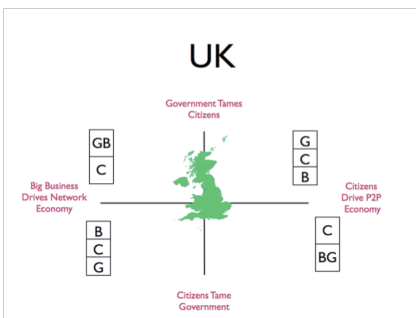 UK
Government Tames
Citizens
GB
C
G
C
B
Big Business
Drives Network
Economy
Citizens
Drive P2P
Economy
B
C
G
C
BG
Citizens Tame
Government